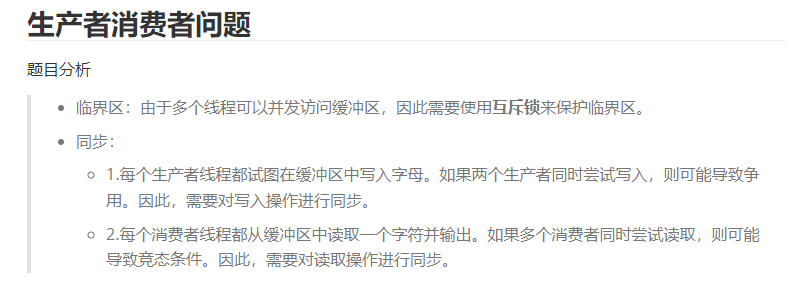 生产者消费者问题
题目分析
临界区：由于多个线程可以并发访问缓冲区，因此需要使用互斥锁来保护临界区。
同步：
1.每个生产者线程都试图在缓冲区中写入字母。如果两个生产者同时尝试写入，则可能导致争
用。因此，需要对写入操作进行同步。
2.每个消费者线程都从缓冲区中读取一个字符并输出。如果多个消费者同时尝试读取，则可能
导致竞态条件。因此，需要对读取操作进行同步。